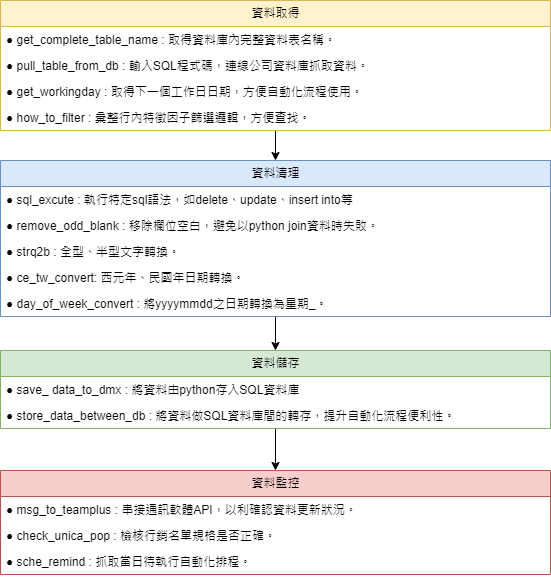 資料取得
● get_complete_table_name : 取得資料庫內完整資料表名稱。
● pull_table_from_db : 輸入SQL程式碼，連線公司資料庫抓取資料。
● get_workingday : 取得下一個工作日日期，方便自動化流程使用。
● how_to_filter : 彙整行內特徵因子篩選邏輯，方便查找。
資料清理
● sql_excute : 執行特定sql語法，如delete、update、insert into等
● remove_odd_blank : 移除欄位空白，避免以python join資料時失敗。
● strq2b : 全型、半型文字轉換。
● ce_tw_convert: 西元年、民國年日期轉換。
● day_of_week_convert : 將yyyymmdd之日期轉換為星期_。
資料儲存
● save_ data_to_dmx : 將資料由python存入SQL資料庫
● store_data_between_db : 將資料做SQL資料庫間的轉存，提升自動化流程便利性。
資料監控
● msg_to_teamplus : 串接通訊軟體API，以利確認資料更新狀況。
● check_unica_pop : 檢核行銷名單規格是否正確。
● sche_remind : 抓取當日待執行自動化排程。